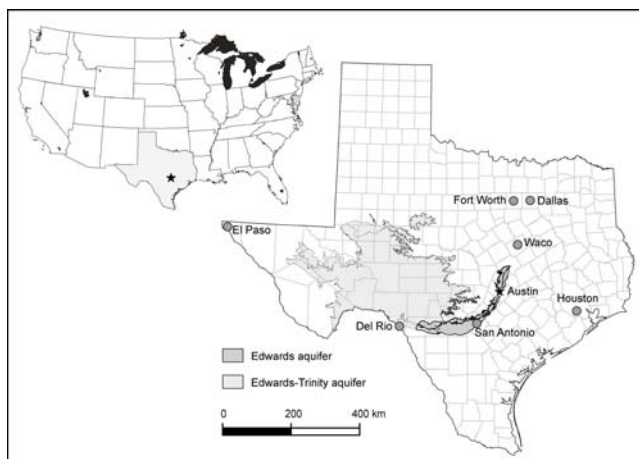 Fort Worth
Dallas
El Paso
Waco
Austin
Houston
Del Rio
San Antonio
Edwards aquifer
Edwards-Trinity aquifer
0 200 400 km